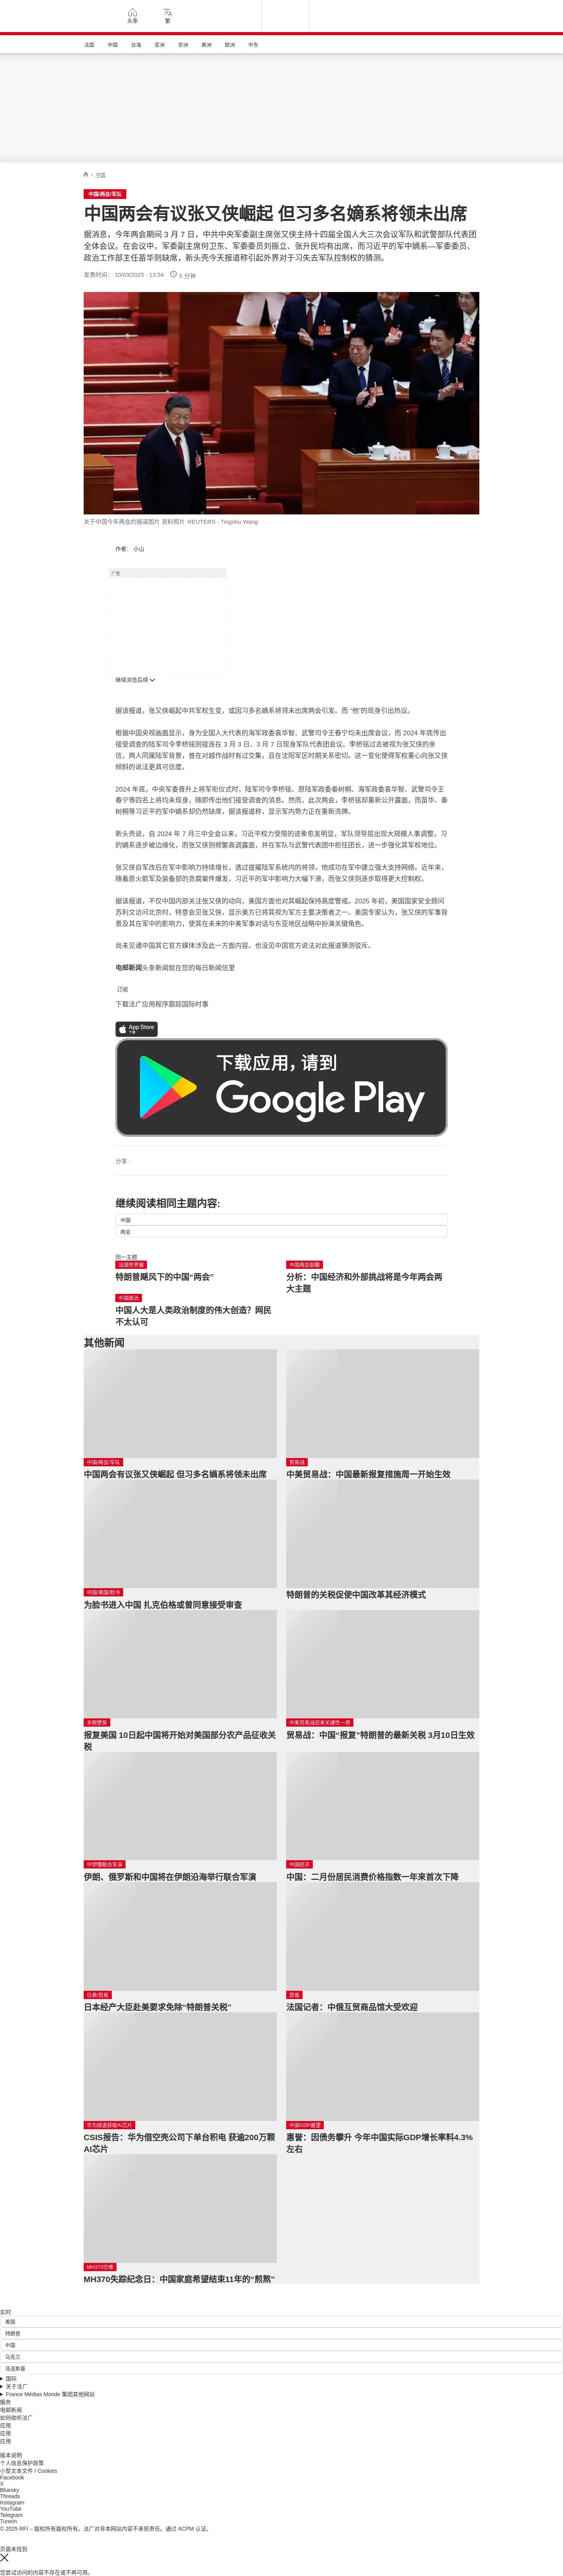 头条
繁
法国 中国 台海 亚洲 非洲 美洲 欧洲 中东
/ 中国
中国/两会/军队
中国两会有议张又侠崛起 但习多名嫡系将领未出席
据消息，今年两会期间 3 月 7 日，中共中央军委副主席张又侠主持十四届全国人大三次会议军队和武警部队代表团
全体会议。在会议中，军委副主席何卫东、军委委员刘振立、张升民均有出席，而习近平的军中嫡系—军委委员、
政治工作部主任苗华则缺席，新头壳今天报道称引起外界对于习失去军队控制权的猜测。
发表时间： 10/03/2025 - 13:54 5 分钟
关于中国今年两会的报道图片 资料照片 REUTERS - Tingshu Wang
作者： 小山
广告
继续浏览后续
据该报道，张又侠崛起中共军权生变，或因习多名嫡系将领未出席两会引发。而 “他”的现身引出热议。
根据中国央视画面显示，身为全国人大代表的海军政委袁华智、武警司令王春宁均未出席会议，而 2024 年底传出
接受调查的陆军司令李桥铭则接连在 3 月 3 日、3 月 7 日现身军队代表团会议。李桥铭过去被视为张又侠的亲
信，两人同属陆军背景，曾在对越作战时有过交集，且在沈阳军区时期关系密切。这一变化使得军权重心向张又侠
倾斜的说法更具可信度。
2024 年底，中央军委晋升上将军衔仪式时，陆军司令李桥铭、原陆军政委秦树桐、海军政委袁华智、武警司令王
春宁等四名上将均未现身，随即传出他们接受调查的消息。然而，此次两会，李桥铭却重新公开露面，而苗华、秦
树桐等习近平的军中嫡系却仍然缺席，据该报道称，显示军内势力正在重新洗牌。
新头壳说，自 2024 年 7 月三中全会以来，习近平权力受限的迹象愈发明显，军队领导层出现大规模人事调整，习
的嫡系逐步被边缘化，而张又侠则频繁高调露面，并在军队与武警代表团中担任团长，进一步强化其军权地位。
张又侠自军改后在军中影响力持续增长，透过提擢陆军系统内的将领，他成功在军中建立强大支持网络。近年来，
随着原火箭军及装备部的贪腐案件爆发，习近平的军中影响力大幅下滑，而张又侠则逐步取得更大控制权。
据该报道，不仅中国内部关注张又侠的动向，美国方面也对其崛起保持高度警戒。2025 年初，美国国家安全顾问
苏利文访问北京时，特意会见张又侠，显示美方已将其视为军方主要决策者之一。美国专家认为，张又侠的军事背
景及其在军中的影响力，使其在未来的中美军事对话与东亚地区战略中扮演关键角色。
尚未见诸中国其它官方媒体涉及此一方面内容。也没见中国官方说法对此报道猜测驳斥。
电邮新闻头条新闻就在您的每日新闻信里
订阅
下载法广应用程序跟踪国际时事
App Store
下载
下载应用，请到
Google Play
分享 :
继续阅读相同主题内容:
中国
两会
同一主题
法国世界报
特朗普飓风下的中国“两会”
中国两会前瞻
分析：中国经济和外部挑战将是今年两会两
大主题
中国政治
中国人大是人类政治制度的伟大创造？网民
不太认可
其他新闻
中国/两会/军队
中国两会有议张又侠崛起 但习多名嫡系将领未出席
贸易战
中美贸易战：中国最新报复措施周一开始生效
中国/美国/脸书
为脸书进入中国 扎克伯格或曾同意接受审查
特朗普的关税促使中国改革其经济模式
关税壁垒
报复美国 10日起中国将开始对美国部分农产品征收关
税
中美贸易战迎来关键性一周
贸易战：中国“报复”特朗普的最新关税 3月10日生效
中伊俄联合军演
伊朗、俄罗斯和中国将在伊朗沿海举行联合军演
中国经济
中国：二月份居民消费价格指数一年来首次下降
日美/贸易
日本经产大臣赴美要求免除“特朗普关税”
贸易
法国记者：中俄互贸商品馆大受欢迎
华为绕道获取AI芯片
CSIS报告：华为借空壳公司下单台积电 获逾200万颗
AI芯片
中国GDP展望
惠誉：因债务攀升 今年中国实际GDP增长率料4.3%
左右
MH370空难
MH370失踪纪念日：中国家庭希望结束11年的“煎熬”
实时
美国
特朗普
中国
乌克兰
泽连斯基
国际
关于法广
France Médias Monde 集团其他网站
服务
电邮新闻
如何收听法广
应用
应用
应用
版本说明
个人信息保护政策
小型文本文件 / Cookies
Facebook
X
Bluesky
Threads
Instagram
YouTube
Telegram
TuneIn
© 2025 RFI – 版权所有版权所有。法广对非本网站内容不承担责任。通过 ACPM 认证。
页面未找到
您尝试访问的内容不存在或不再可用。